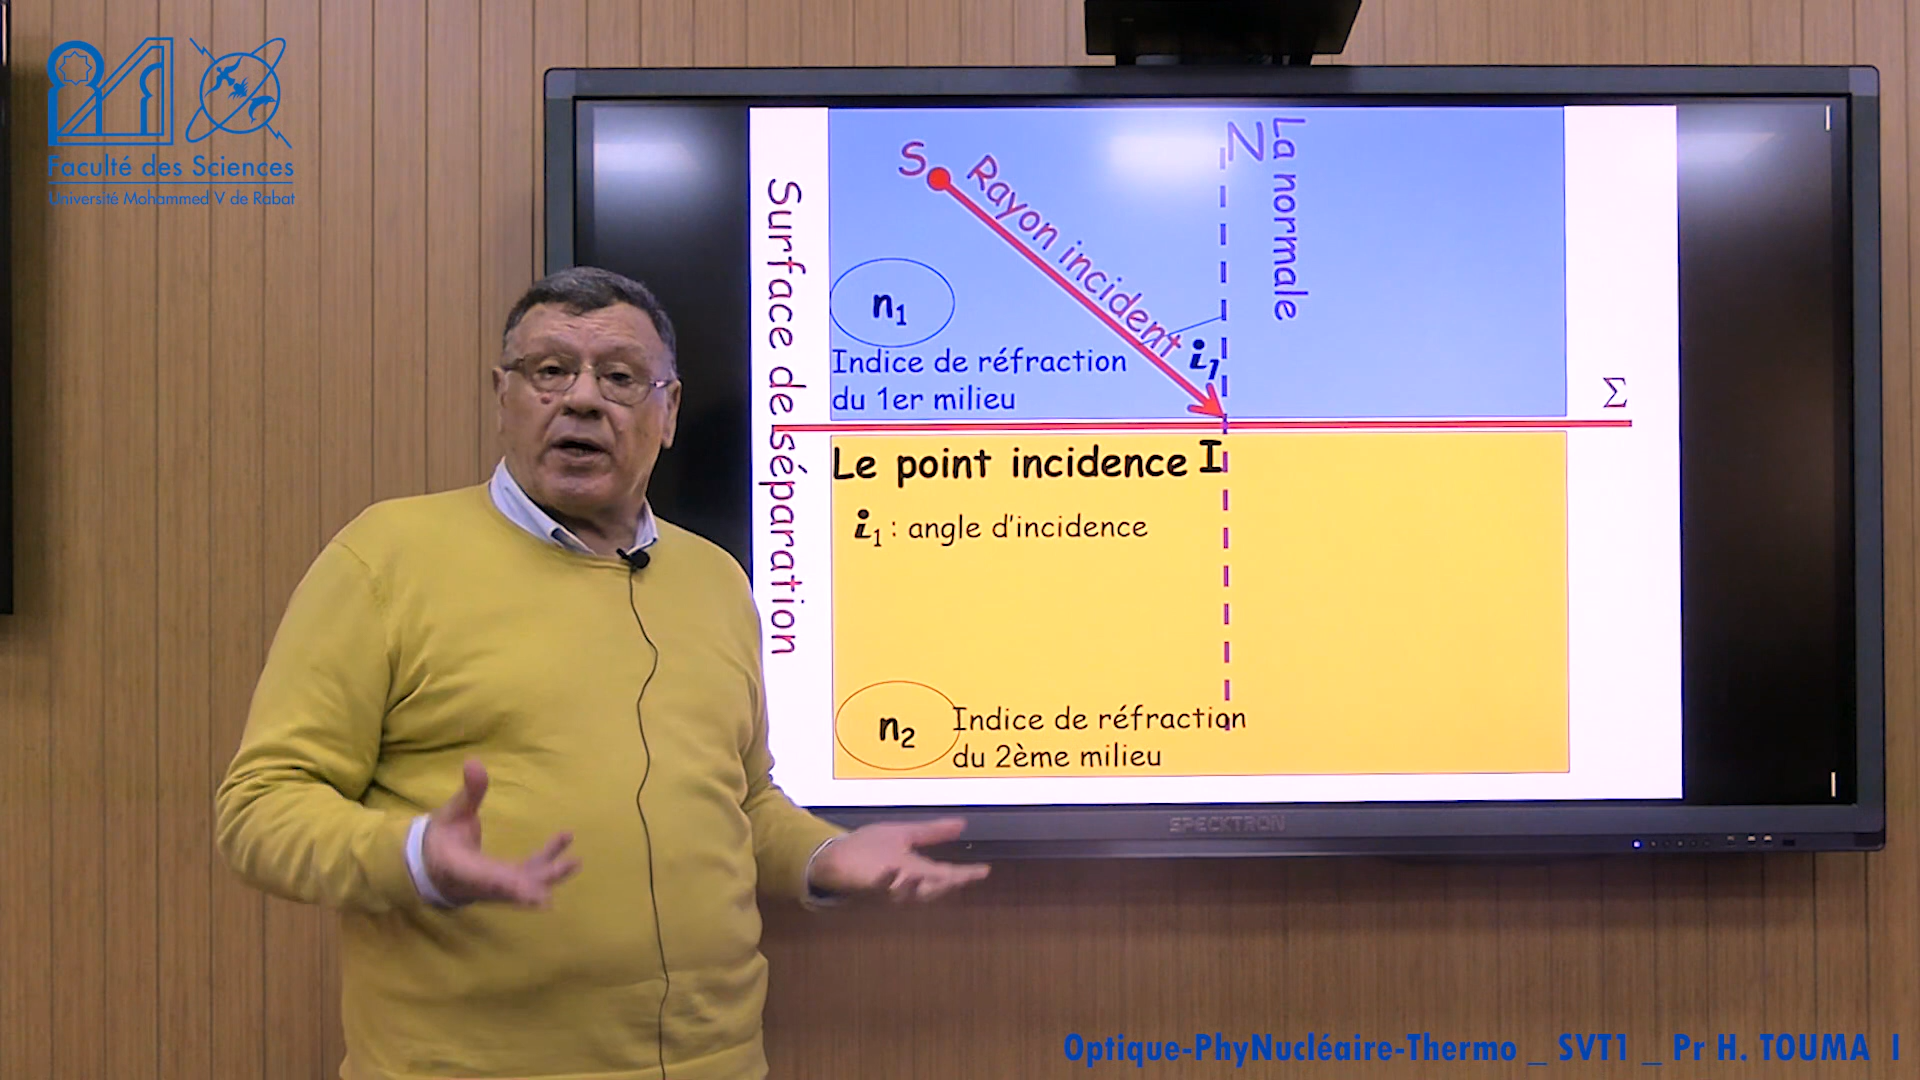 Faculté des Sciences
Université Mohammed V de Rabat
Surface de séparation
S
Rayon incident
N
La normale
n1
Indice de réfraction
du 1er milieu
i1
Σ
Le point incidence I
i1 : angle d'incidence
n2
Indice de réfraction
du 2ème milieu
SPECKTRON
Optique-PhyNucléaire-Thermo _ SVT1 _ Pr H. TOUMA I